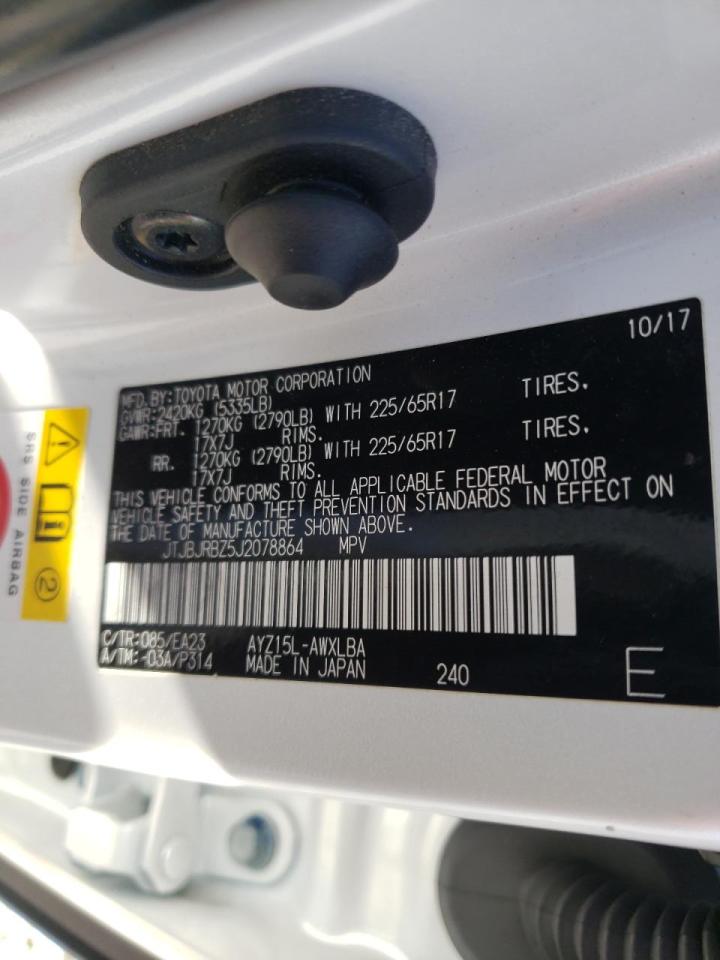 10/17
MFD.BY:TOYOTA MOTOR CORPORATION
GVWR:2420KG (5335LB)
GAWR:FRT. 1270KG (2790LB) WITH 225/65R17 TIRES,
17X7J RIMS.
RR. 1270KG (2790LB) WITH 225/65R17 TIRES,
17X7J RIMS.
THIS VEHICLE CONFORMS TO ALL APPLICABLE FEDERAL MOTOR
VEHICLE SAFETY AND THEFT PREVENTION STANDARDS IN EFFECT ON
THE DATE OF MANUFACTURE SHOWN ABOVE.
JTJBJRBZ5J2078864 MPV
C/TR:085/EA23 AYZ15L-AWXLBA
A/TM:-03A/P314 MADE IN JAPAN 240 E
SRS SIDE AIRBAG
2